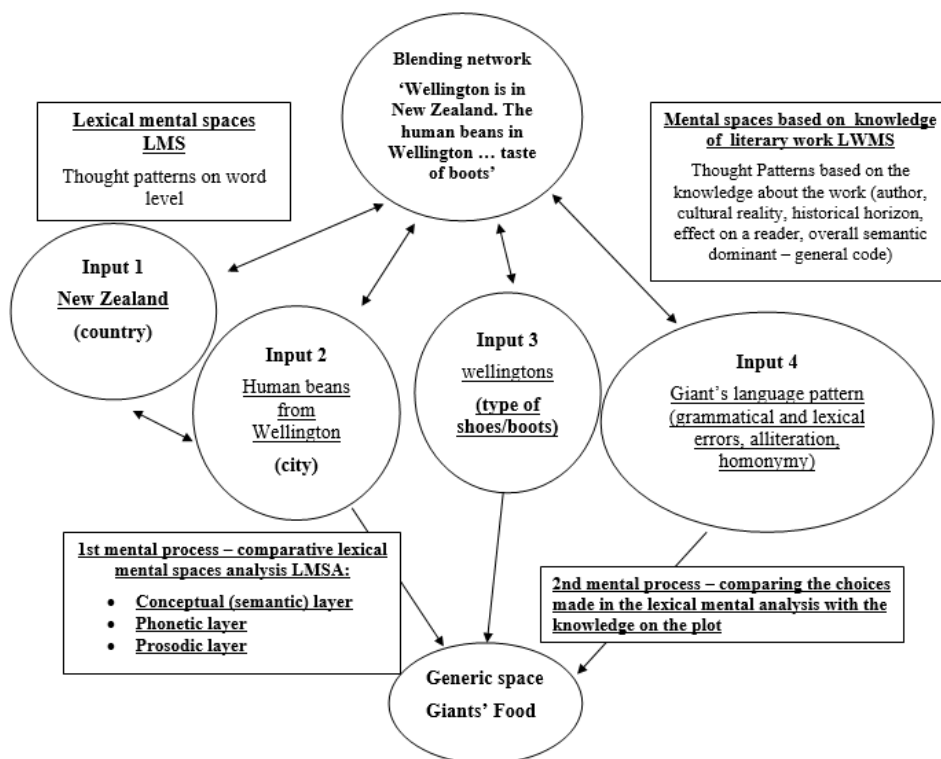 Blending network
‘Wellington is in
New Zealand. The
human beans in
Wellington … taste
of boots’
Lexical mental spaces
LMS
Thought patterns on word
level
Mental spaces based on knowledge
of literary work LWMS
Thought Patterns based on the
knowledge about the work (author,
cultural reality, historical horizon,
effect on a reader, overall semantic
dominant – general code)
Input 1
New Zealand
(country)
Input 2
Human beans
from
Wellington
(city)
Input 3
wellingtons
(type of
shoes/boots)
Input 4
Giant’s language pattern
(grammatical and lexical
errors, alliteration,
homonymy)
1st mental process – comparative lexical
mental spaces analysis LMSA:
• Conceptual (semantic) layer
• Phonetic layer
• Prosodic layer
2nd mental process – comparing the choices
made in the lexical mental analysis with the
knowledge on the plot
Generic space
Giants’ Food